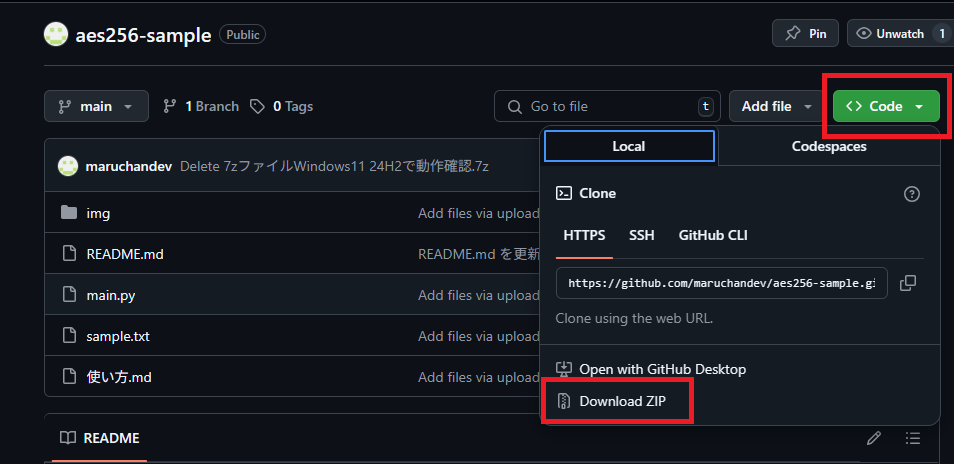 aes256-sample Public Pin Unwatch 1
main 1 Branch 0 Tags Go to file t Add file <> Code
Local Codespaces
maruchandev Delete 7zファイルWindows11 24H2で動作確認.7z
Clone
img Add files via upload
HTTPS SSH GitHub CLI
README.md README.md を更新
https://github.com/maruchandev/aes256-sample.gi
main.py Add files via upload
Clone using the web URL.
sample.txt Add files via upload
Open with GitHub Desktop
使い方.md Add files via upload
Download ZIP
README